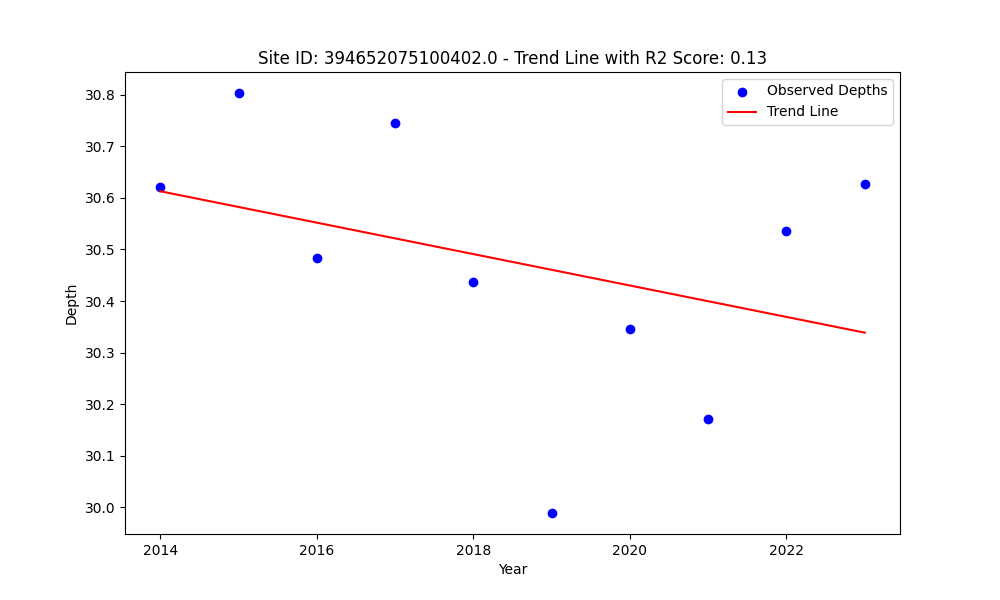 Site ID: 394652075100402.0 - Trend Line with R2 Score: 0.13
Observed Depths
Trend Line
30.8
30.7
30.6
30.5
30.4
30.3
30.2
30.1
30.0
Depth
2014
2016
2018
2020
2022
Year